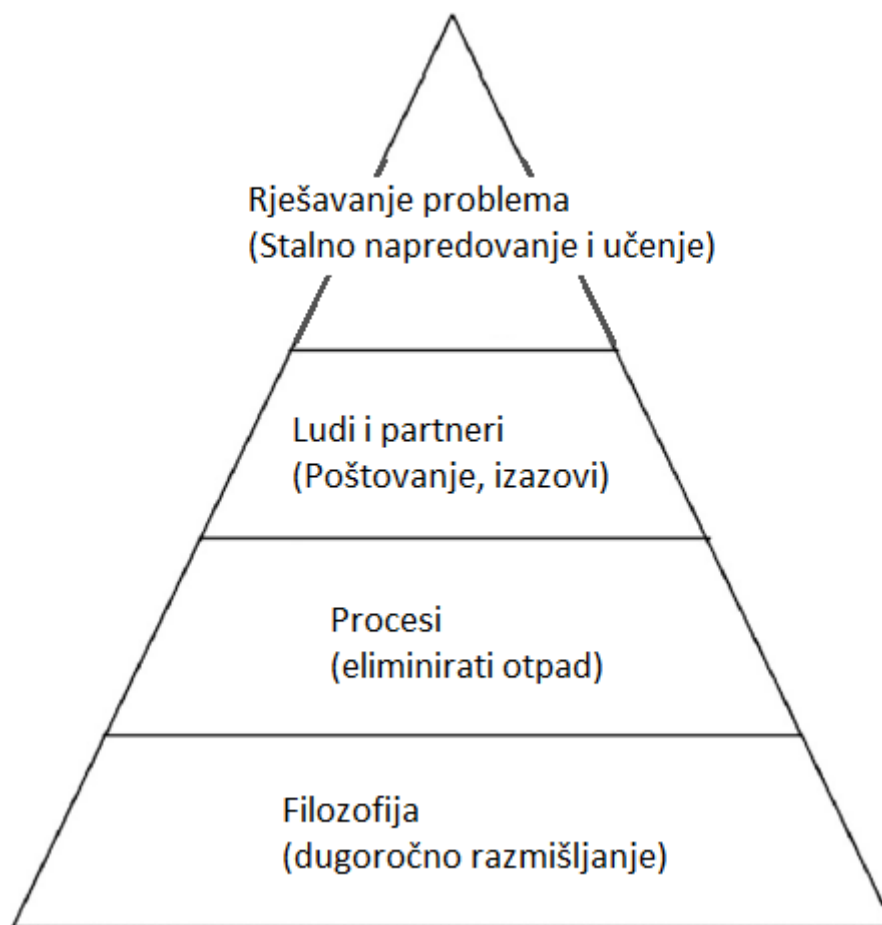 Rješavanje problema
(Stalno napredovanje i učenje)
Ludi i partneri
(Poštovanje, izazovi)
Procesi
(eliminirati otpad)
Filozofija
(dugoročno razmišljanje)